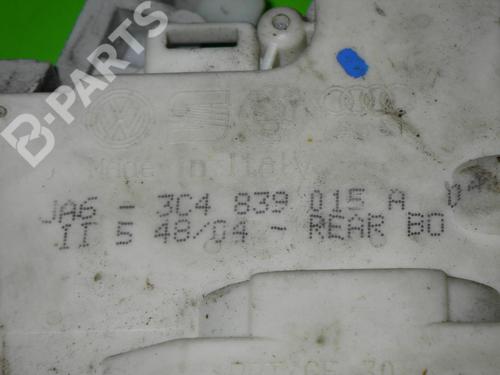 B-PARTS
Made in Italy
JA6 - 3C4 839 015 A
II 5 48/04 - REAR BO